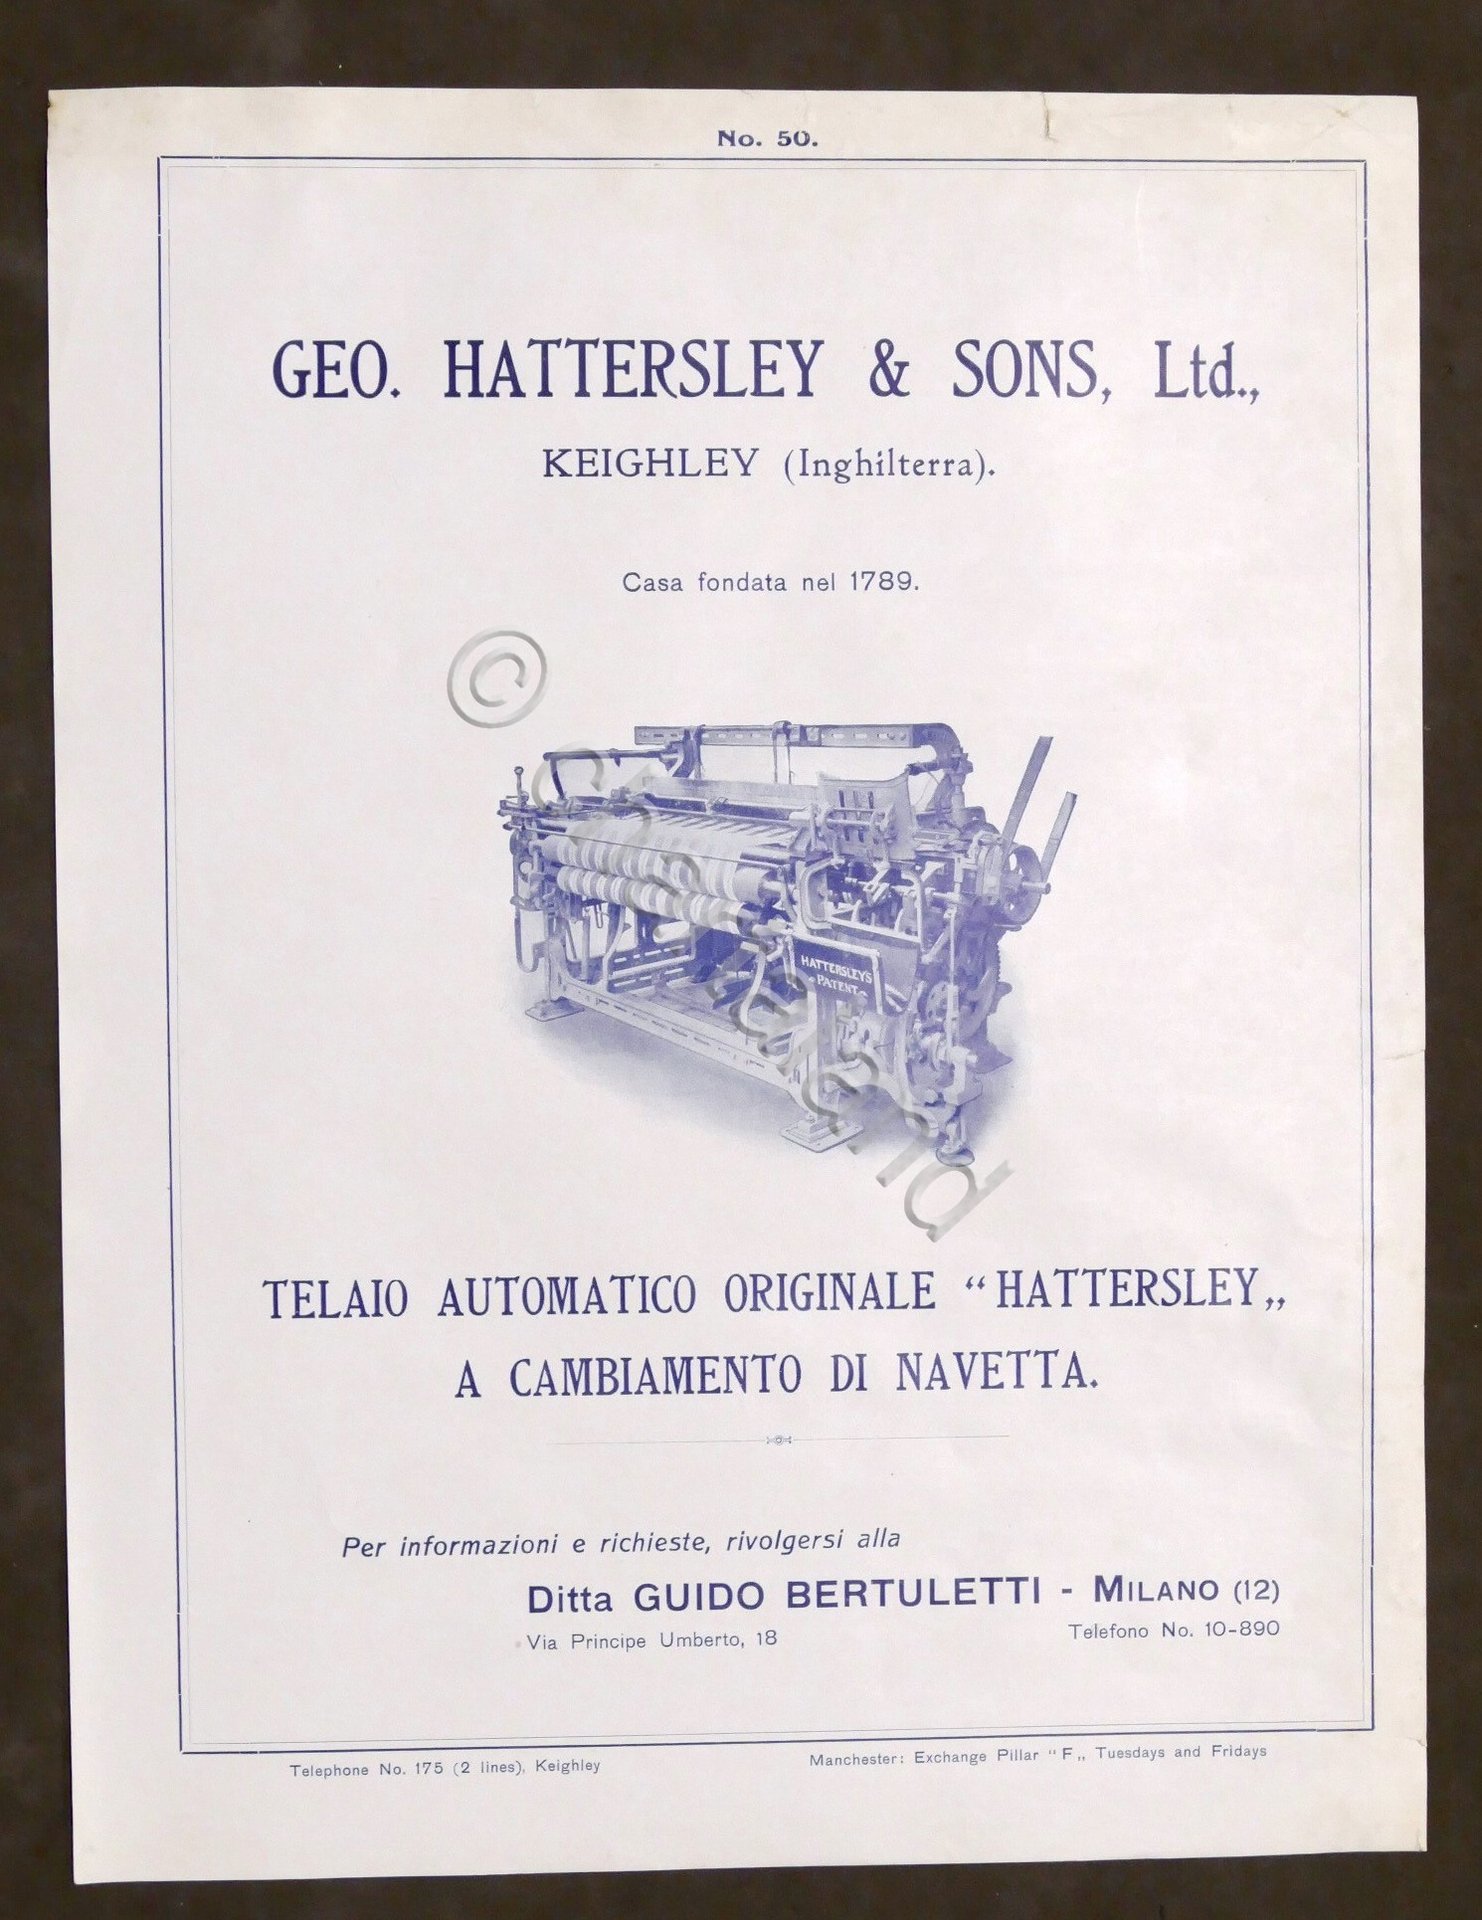 No. 50.
GEO. HATTERSLEY & SONS, Ltd.,
KEIGHLEY (Inghilterra).
Casa fondata nel 1789.
©
HATTERSLEY'S
PATENT
TELAIO AUTOMATICO ORIGINALE “HATTERSLEY„
A CAMBIAMENTO DI NAVETTA.
Per informazioni e richieste, rivolgersi alla
Ditta GUIDO BERTULETTI - MILANO (12)
Via Principe Umberto, 18 Telefono No. 10-890
Telephone No. 175 (2 lines), Keighley Manchester: Exchange Pillar “F„ Tuesdays and Fridays